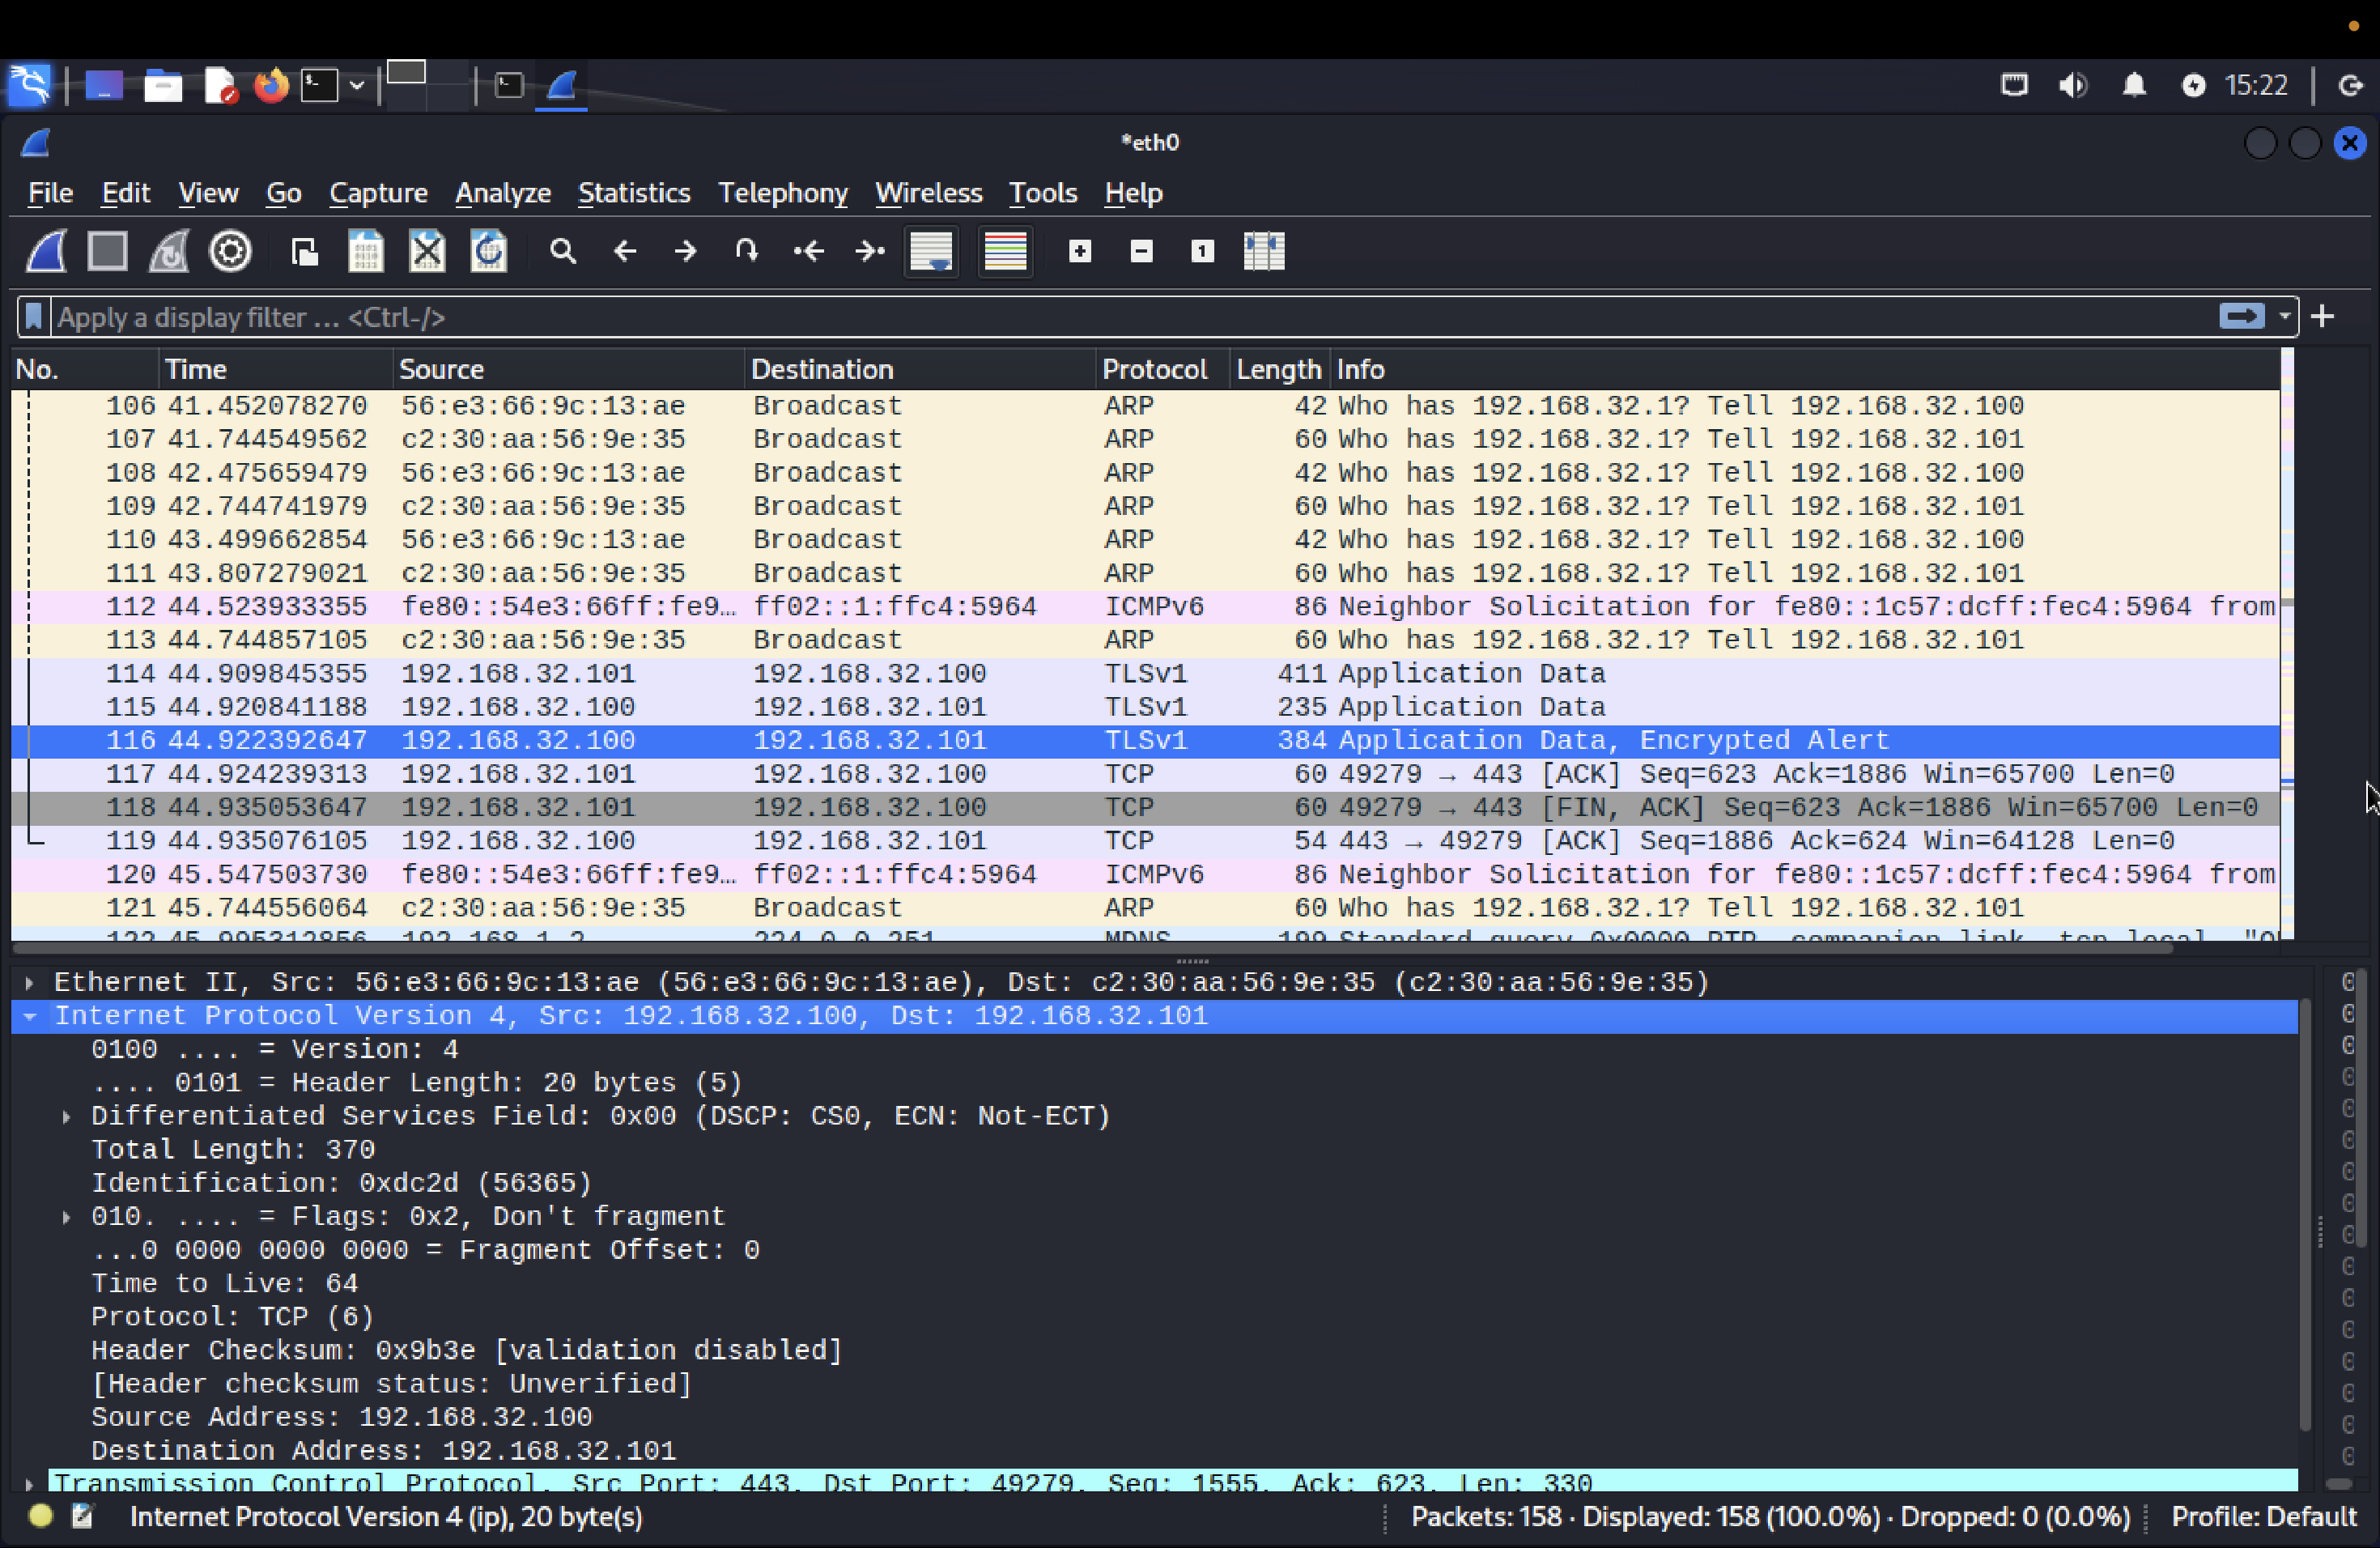 15:22
*eth0
File Edit View Go Capture Analyze Statistics Telephony Wireless Tools Help
Apply a display filter … <Ctrl-/>
No. Time Source Destination Protocol Length Info
106 41.452078270 56:e3:66:9c:13:ae Broadcast ARP 42 Who has 192.168.32.1? Tell 192.168.32.100
107 41.744549562 c2:30:aa:56:9e:35 Broadcast ARP 60 Who has 192.168.32.1? Tell 192.168.32.101
108 42.475659479 56:e3:66:9c:13:ae Broadcast ARP 42 Who has 192.168.32.1? Tell 192.168.32.100
109 42.744741979 c2:30:aa:56:9e:35 Broadcast ARP 60 Who has 192.168.32.1? Tell 192.168.32.101
110 43.499662854 56:e3:66:9c:13:ae Broadcast ARP 42 Who has 192.168.32.1? Tell 192.168.32.100
111 43.807279021 c2:30:aa:56:9e:35 Broadcast ARP 60 Who has 192.168.32.1? Tell 192.168.32.101
112 44.523933355 fe80::54e3:66ff:fe9… ff02::1:ffc4:5964 ICMPv6 86 Neighbor Solicitation for fe80::1c57:dcff:fec4:5964 from
113 44.744857105 c2:30:aa:56:9e:35 Broadcast ARP 60 Who has 192.168.32.1? Tell 192.168.32.101
114 44.909845355 192.168.32.101 192.168.32.100 TLSv1 411 Application Data
115 44.920841188 192.168.32.100 192.168.32.101 TLSv1 235 Application Data
116 44.922392647 192.168.32.100 192.168.32.101 TLSv1 384 Application Data, Encrypted Alert
117 44.924239313 192.168.32.101 192.168.32.100 TCP 60 49279 → 443 [ACK] Seq=623 Ack=1886 Win=65700 Len=0
118 44.935053647 192.168.32.101 192.168.32.100 TCP 60 49279 → 443 [FIN, ACK] Seq=623 Ack=1886 Win=65700 Len=0
119 44.935076105 192.168.32.100 192.168.32.101 TCP 54 443 → 49279 [ACK] Seq=1886 Ack=624 Win=64128 Len=0
120 45.547503730 fe80::54e3:66ff:fe9… ff02::1:ffc4:5964 ICMPv6 86 Neighbor Solicitation for fe80::1c57:dcff:fec4:5964 from
121 45.744556064 c2:30:aa:56:9e:35 Broadcast ARP 60 Who has 192.168.32.1? Tell 192.168.32.101
122 45.995312856 192.168.1.2 224.0.0.251 MDNS 199 Standard query 0x0000 PTR _companion-link._tcp.local, "Q
Ethernet II, Src: 56:e3:66:9c:13:ae (56:e3:66:9c:13:ae), Dst: c2:30:aa:56:9e:35 (c2:30:aa:56:9e:35)
Internet Protocol Version 4, Src: 192.168.32.100, Dst: 192.168.32.101
0100 .... = Version: 4
.... 0101 = Header Length: 20 bytes (5)
Differentiated Services Field: 0x00 (DSCP: CS0, ECN: Not-ECT)
Total Length: 370
Identification: 0xdc2d (56365)
010. .... = Flags: 0x2, Don't fragment
...0 0000 0000 0000 = Fragment Offset: 0
Time to Live: 64
Protocol: TCP (6)
Header Checksum: 0x9b3e [validation disabled]
[Header checksum status: Unverified]
Source Address: 192.168.32.100
Destination Address: 192.168.32.101
Transmission Control Protocol, Src Port: 443, Dst Port: 49279, Seq: 1555, Ack: 623, Len: 330
Internet Protocol Version 4 (ip), 20 byte(s)
Packets: 158 · Displayed: 158 (100.0%) · Dropped: 0 (0.0%)
Profile: Default